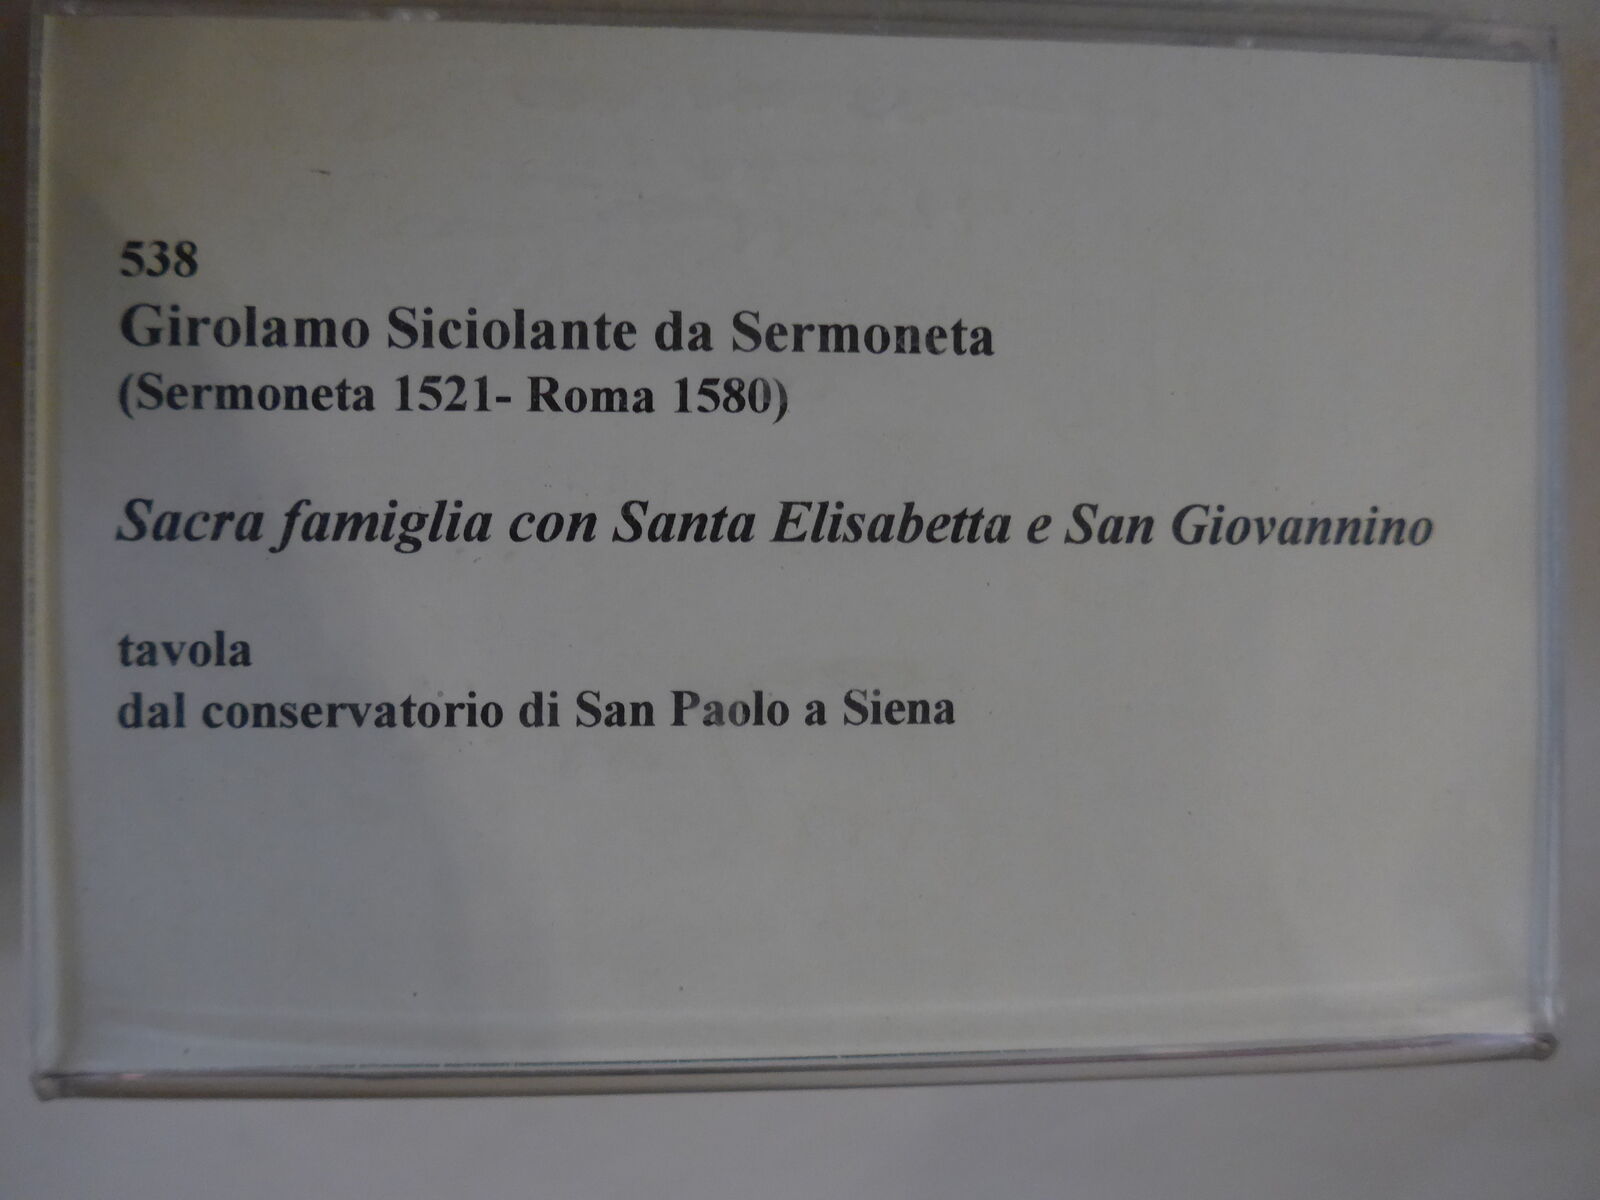 538
Girolamo Siciolante da Sermoneta
(Sermoneta 1521- Roma 1580)
Sacra famiglia con Santa Elisabetta e San Giovannino
tavola
dal conservatorio di San Paolo a Siena